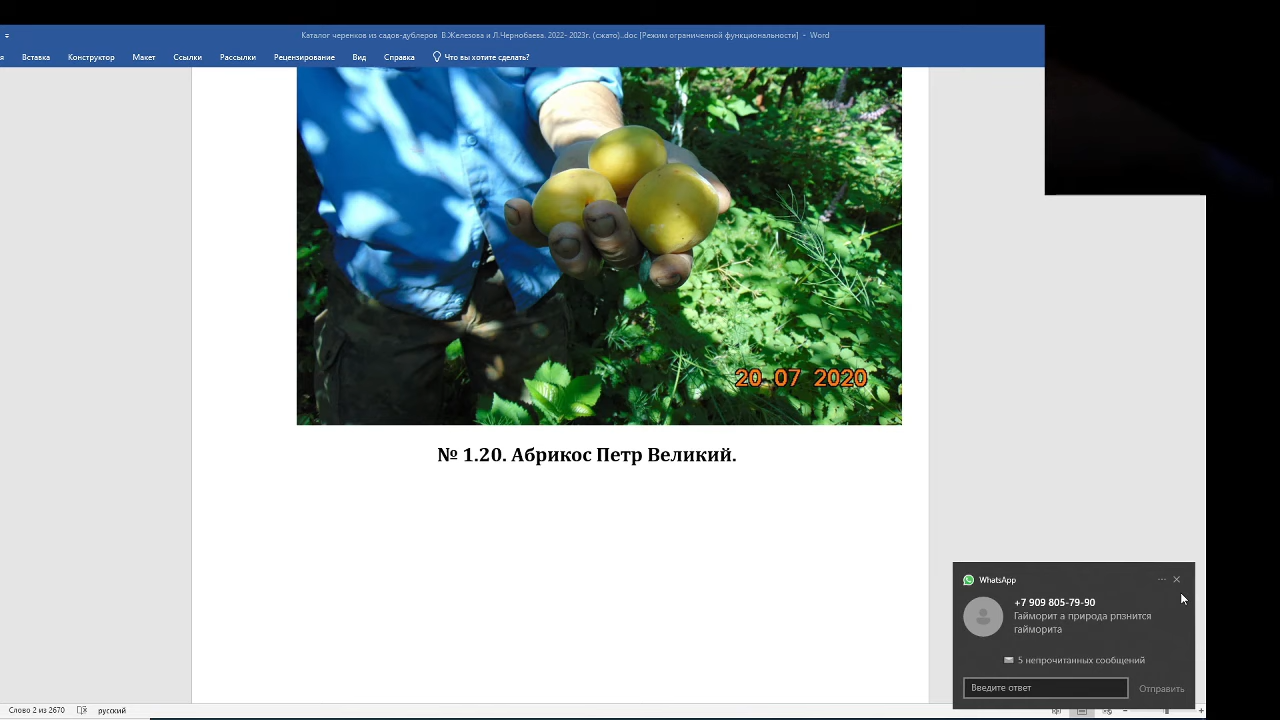 Каталог черенков из садов-дублеров В.Железова и Л.Чернобаева. 2022- 2023г. (сжато)..doc [Режим ограниченной функциональности] - Word
я Вставка Конструктор Макет Ссылки Рассылки Рецензирование Вид Справка Что вы хотите сделать?
20 07 2020
№ 1.20. Абрикос Петр Великий.
WhatsApp
+7 909 805-79-90
Гайморит а природа рпзнится
гайморита
5 непрочитанных сообщений
Введите ответ Отправить
Слово 2 из 2670 русский